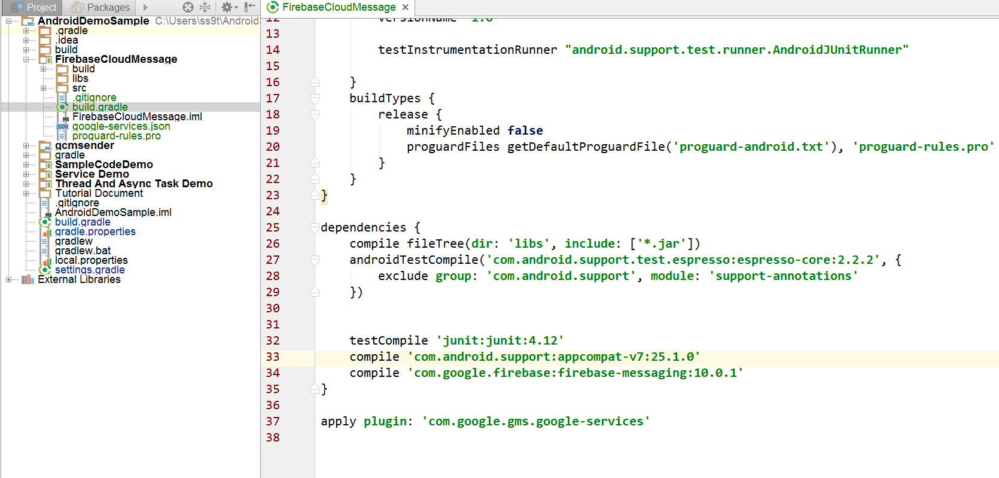 Project
Packages
AndroidDemoSample C:\Users\ss9t\Android
.gradle
.idea
build
FirebaseCloudMessage
build
libs
src
.gitignore
build.gradle
FirebaseCloudMessage.iml
JSON google-services.json
proguard-rules.pro
gcmsender
gradle
SampleCodeDemo
Service Demo
Thread And Async Task Demo
Tutorial Document
.gitignore
AndroidDemoSample.iml
build.gradle
gradle.properties
gradlew
gradlew.bat
local.properties
settings.gradle
External Libraries
FirebaseCloudMessage
12 versionName "1.0"
13
14 testInstrumentationRunner "android.support.test.runner.AndroidJUnitRunner"
15
16 }
17 buildTypes {
18 release {
19 minifyEnabled false
20 proguardFiles getDefaultProguardFile('proguard-android.txt'), 'proguard-rules.pro'
21 }
22 }
23 }
24
25 dependencies {
26 compile fileTree(dir: 'libs', include: ['*.jar'])
27 androidTestCompile('com.android.support.test.espresso:espresso-core:2.2.2', {
28 exclude group: 'com.android.support', module: 'support-annotations'
29 })
30
31
32 testCompile 'junit:junit:4.12'
33 compile 'com.android.support:appcompat-v7:25.1.0'
34 compile 'com.google.firebase:firebase-messaging:10.0.1'
35 }
36
37 apply plugin: 'com.google.gms.google-services'
38